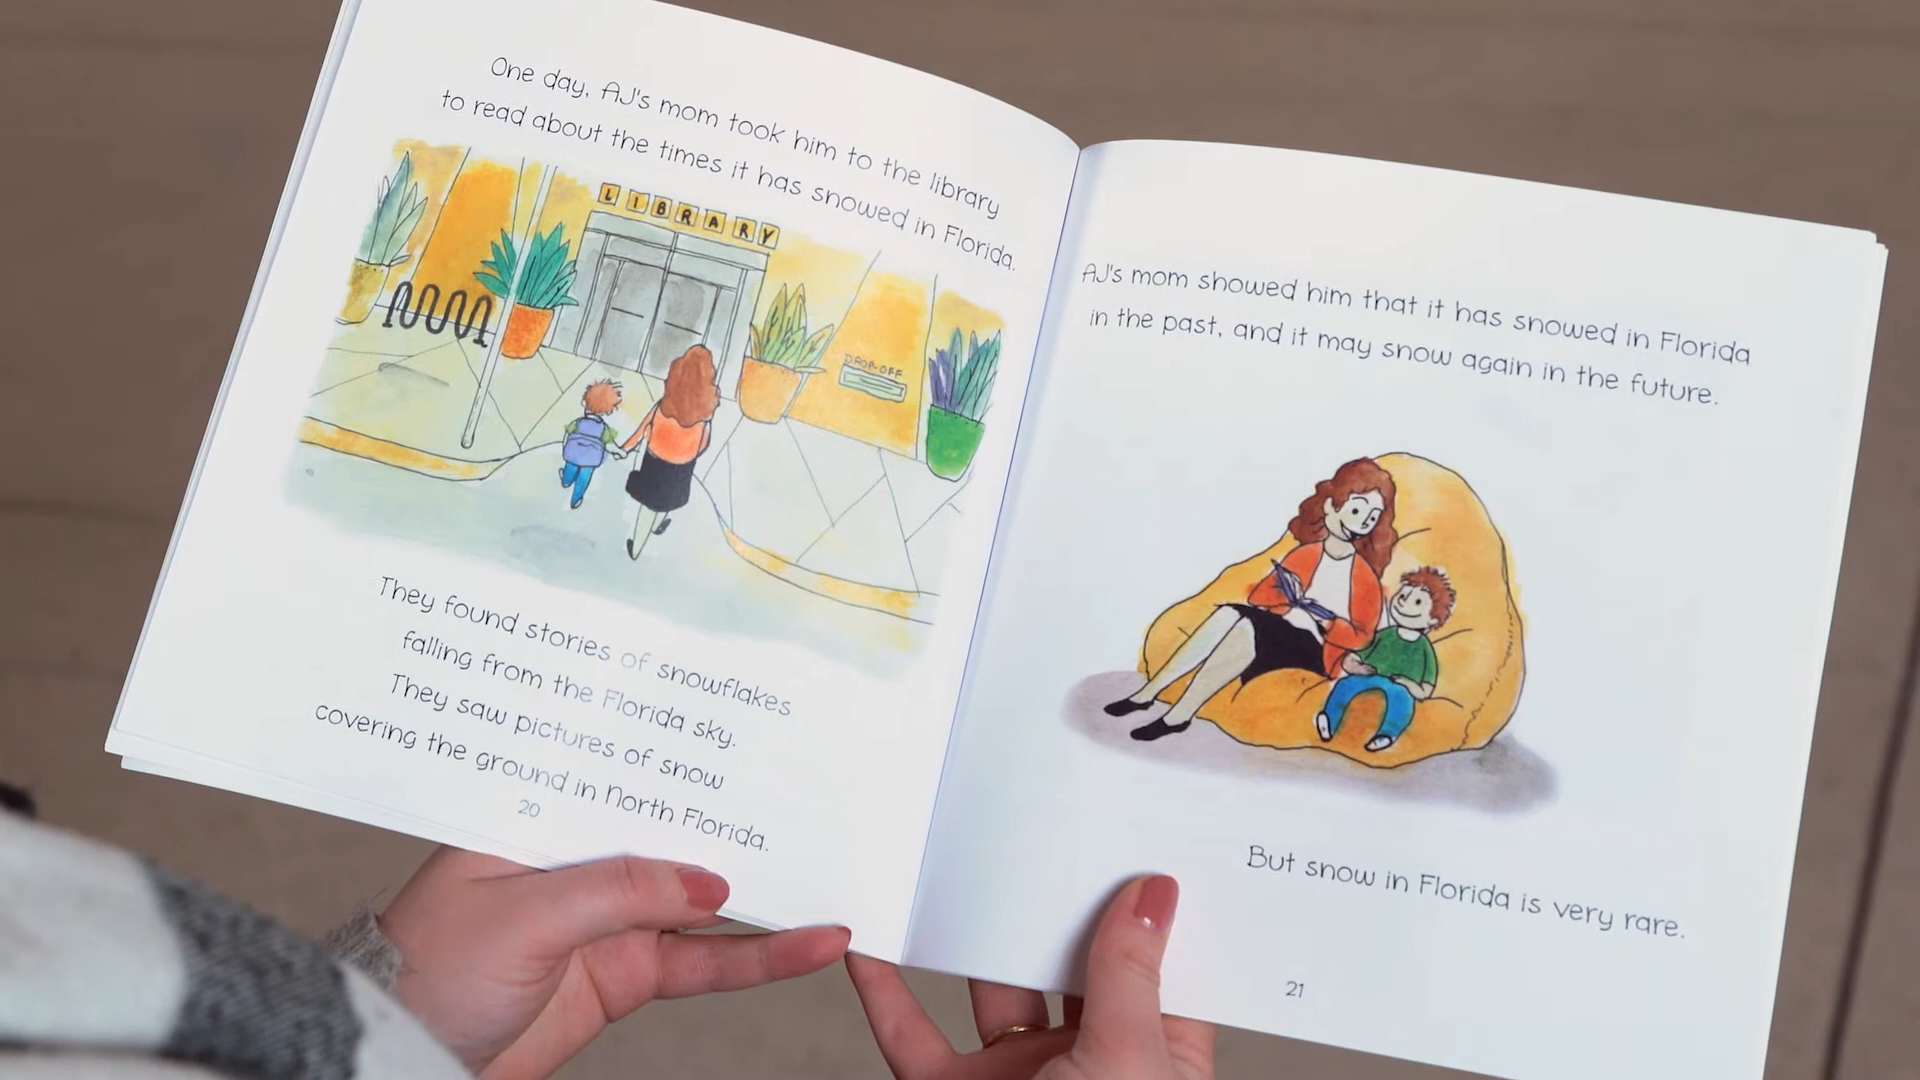 One day, AJ's mom took him to the library
to read about the times it has snowed in Florida.
LIBRARY
DROP-OFF
They found stories of snowflakes
falling from the Florida sky.
They saw pictures of snow
covering the ground in North Florida.
20
AJ's mom showed him that it has snowed in Florida
in the past, and it may snow again in the future.
But snow in Florida is very rare.
21